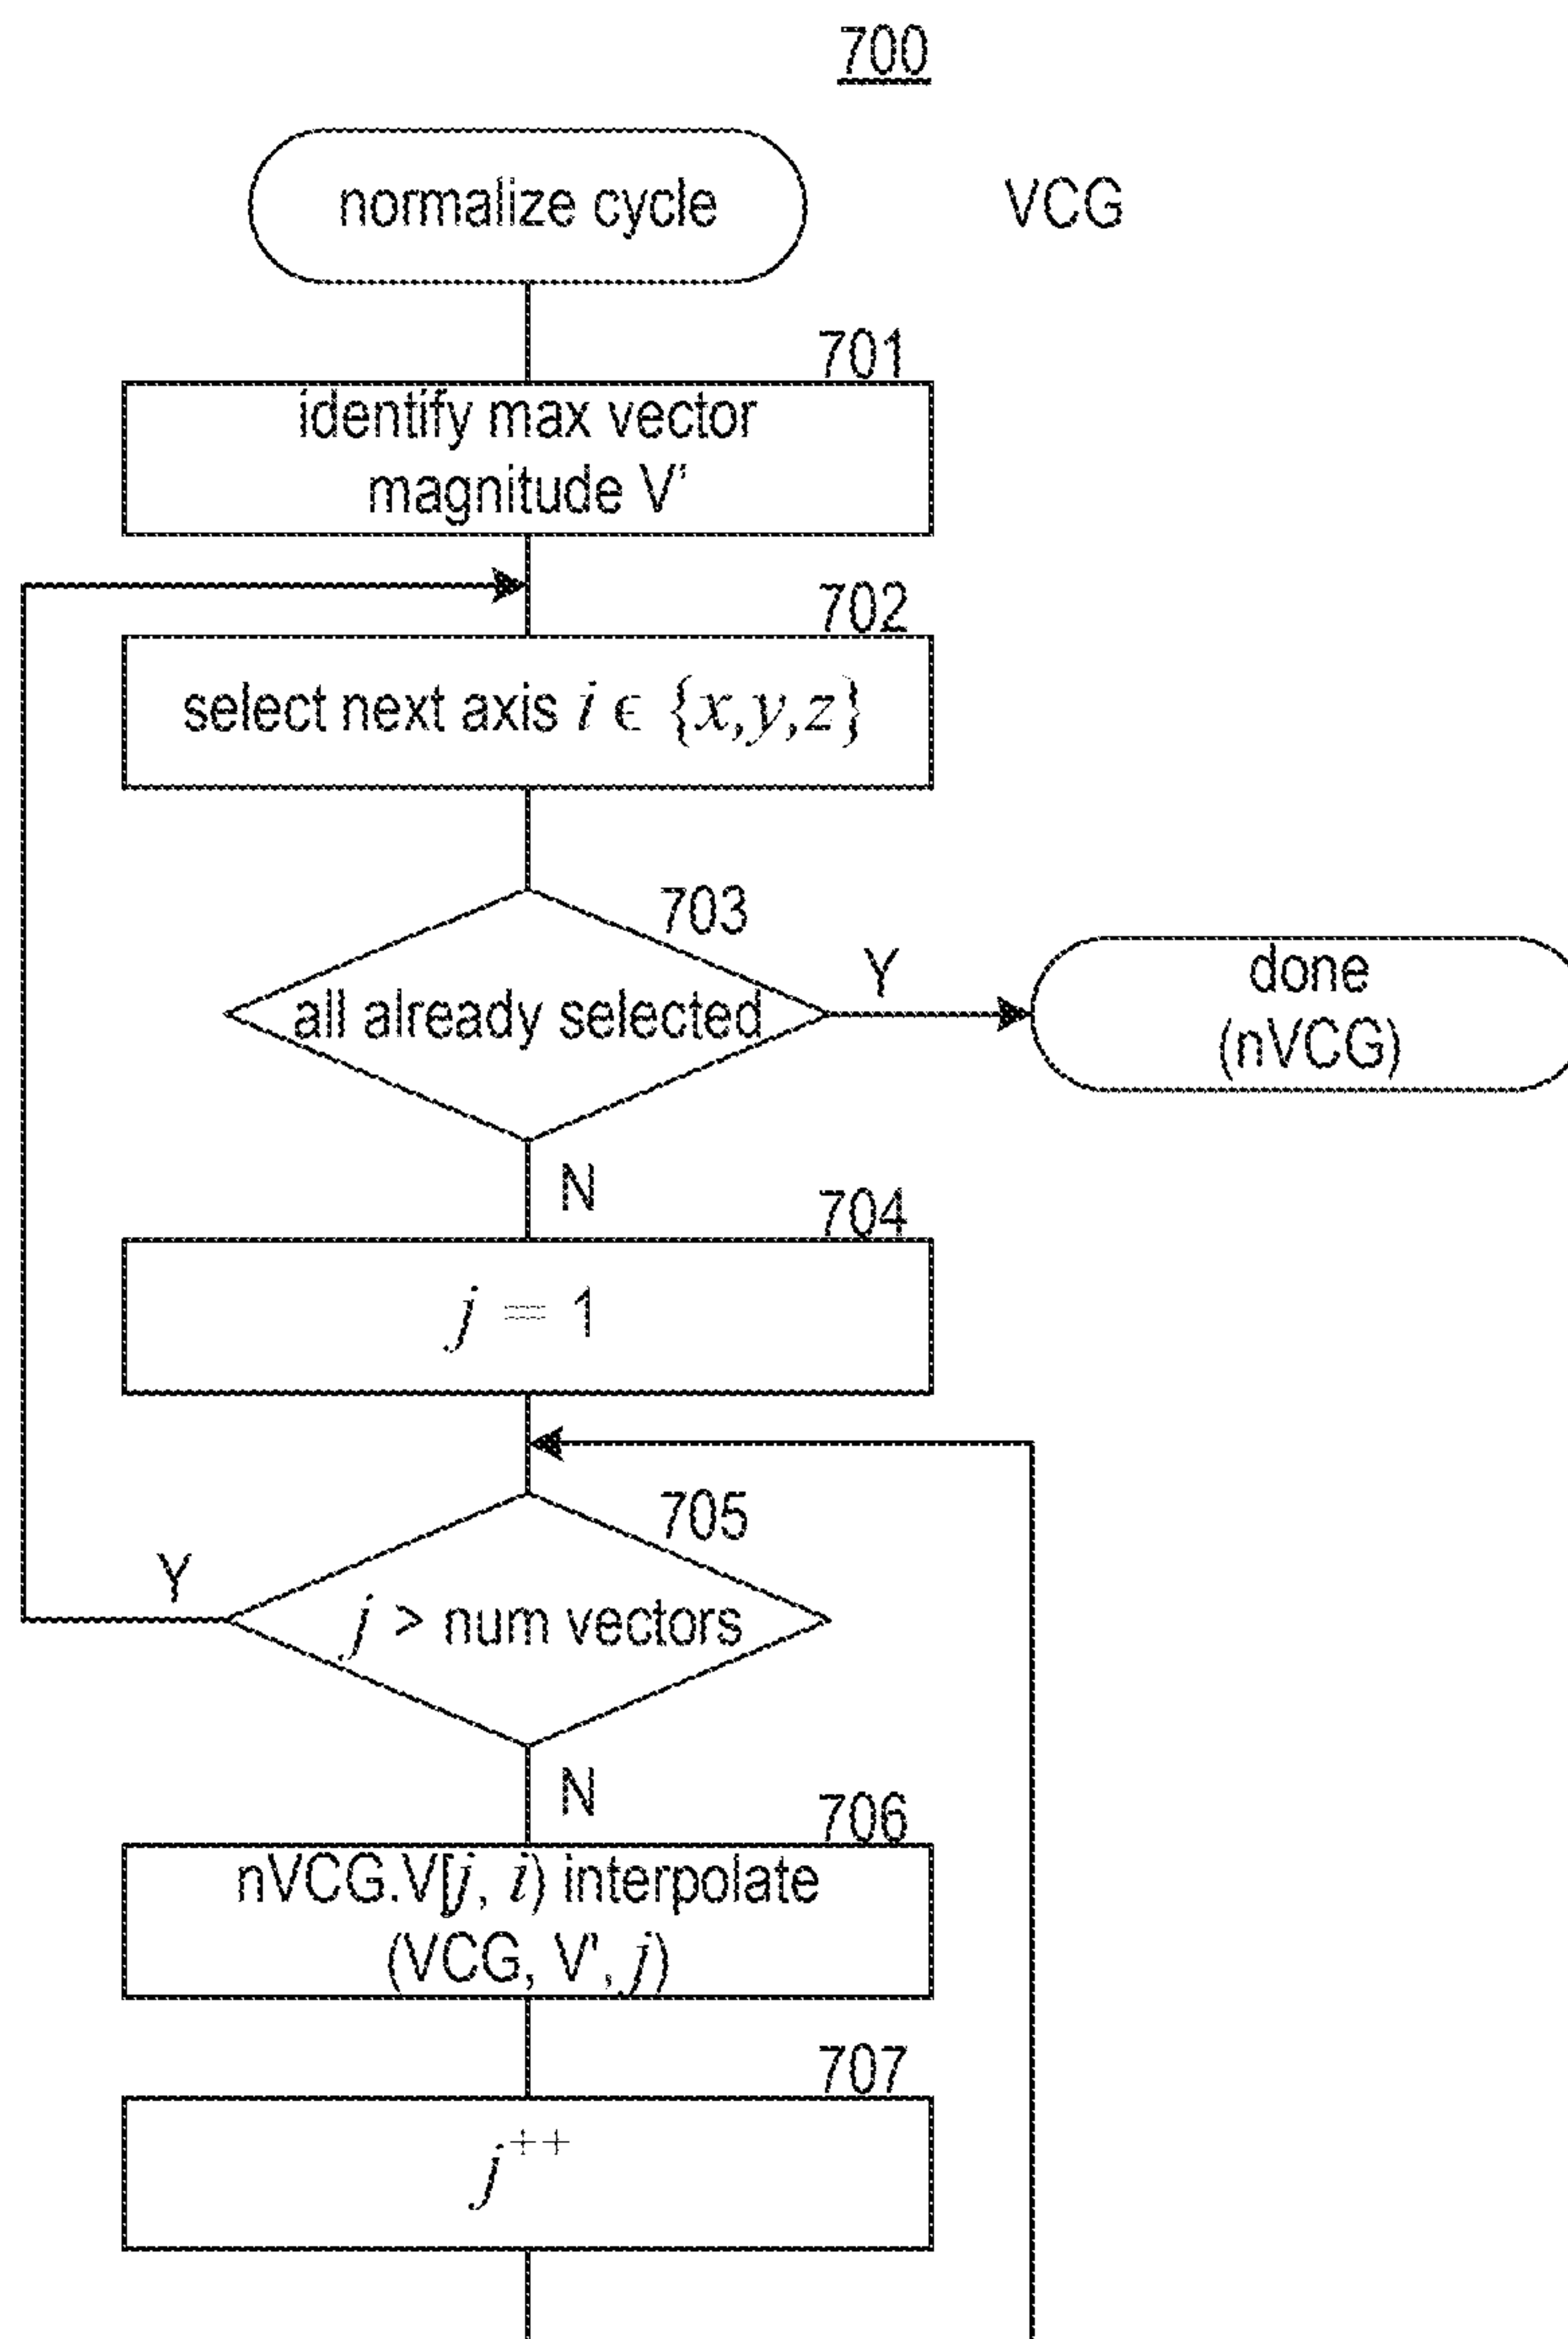 700
normalize cycle
VCG
701
identify max vector
magnitude V'
702
select next axis i ϵ {x,y,z}
703
all already selected
Y
done
(nVCG)
N
704
j = 1
705
Y
j > num vectors
N
706
nVCG.V[j, i) interpolate
(VCG, V', j)
707
j++